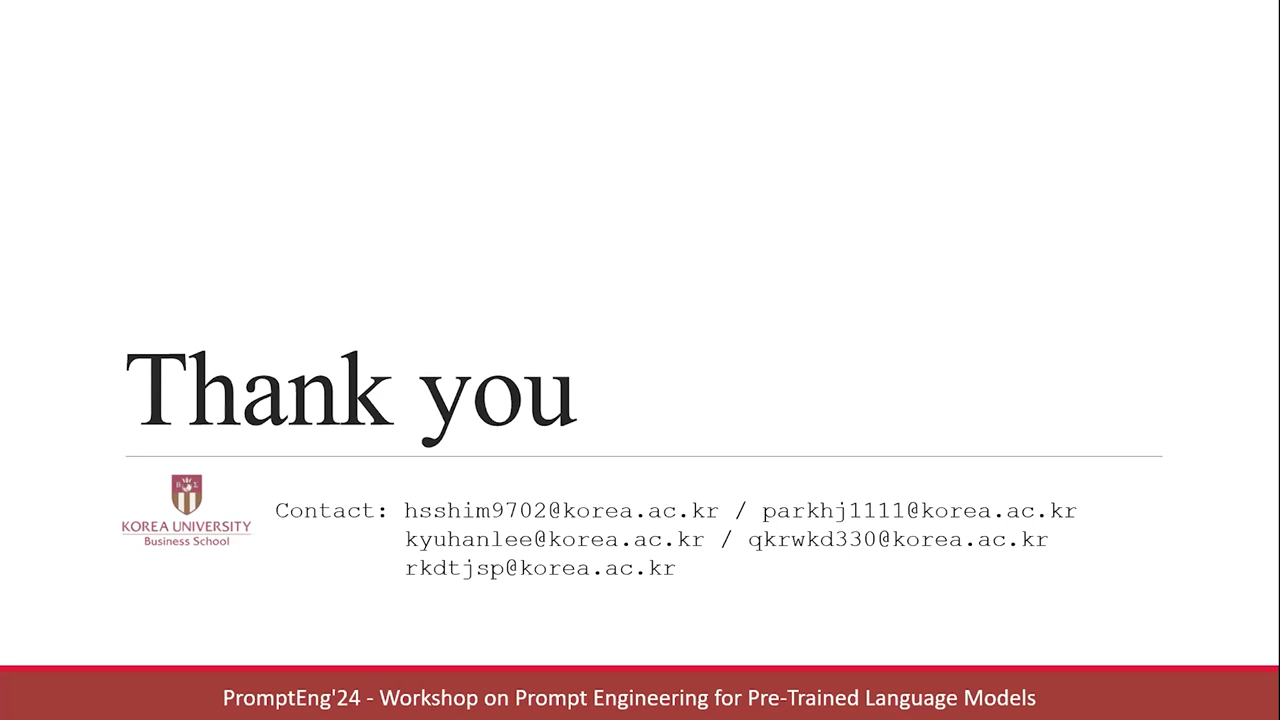 Thank you
KOREA UNIVERSITY
Business School
Contact: hsshim9702@korea.ac.kr / parkhj1111@korea.ac.kr
kyuhanlee@korea.ac.kr / qkrwkd330@korea.ac.kr
rkdtjsp@korea.ac.kr
PromptEng'24 - Workshop on Prompt Engineering for Pre-Trained Language Models